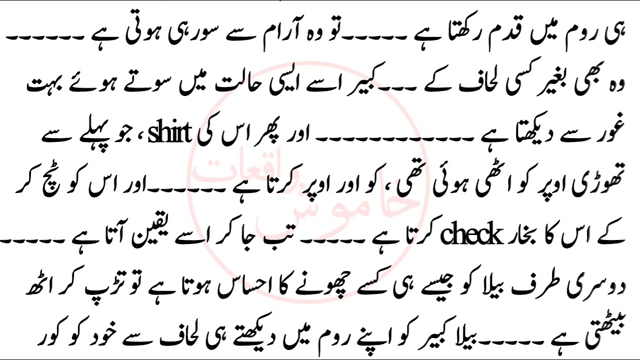 ہی روم میں قدم رکھتا ہے ۔۔۔۔۔تو وہ آرام سے سورہی ہوتی ہے ۔۔۔۔۔۔
وہ بھی بغیر کسی لحاف کے ۔۔۔کبیر اسے ایسی حالت میں سوتے ہوئے بہت
غور سے دیکھتا ہے ۔۔۔۔۔۔۔۔۔۔۔۔ اور پھر اس کی shirt ، جو پہلے سے
تھوڑی اوپر کو اٹھی ہوئی تھی ، کو اور اوپر کرتا ہے ۔۔۔۔۔۔اور اس کو ٹچ کر
کے اس کا بخار check کرتا ہے ۔۔۔۔۔ تب جا کر اسے یقین آتا ہے ۔۔۔۔۔
دوسری طرف بیلا کو جیسے ہی کسے چھونے کا احساس ہوتا ہے تو تڑپ کر اٹھ
بیٹھتی ہے ۔۔۔۔۔بیلا کبیر کو اپنے روم میں دیکھتے ہی لحاف سے خود کو کور
خاموش واقعات